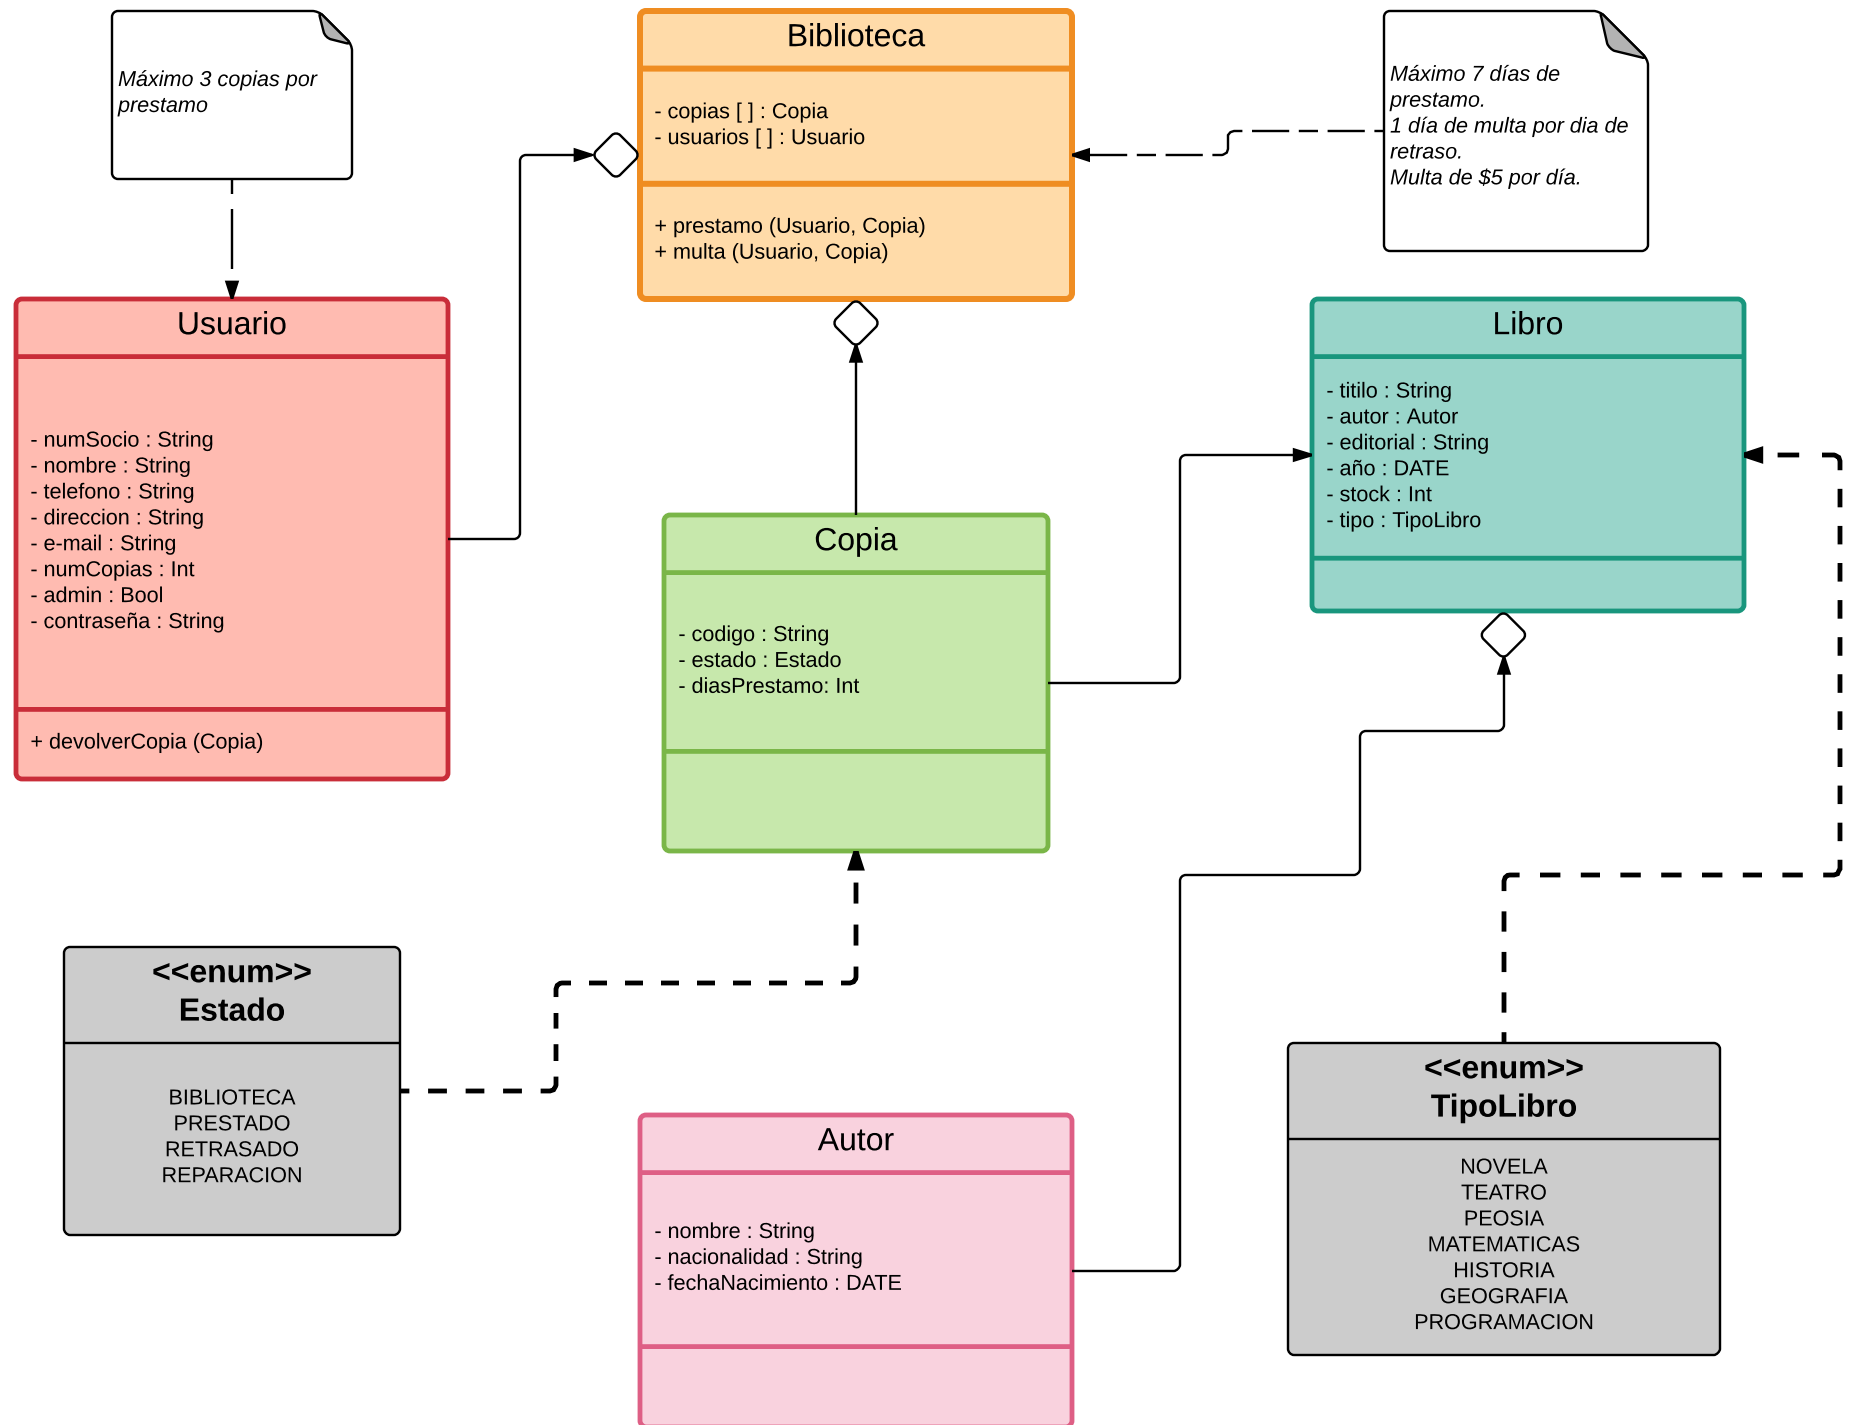 Máximo 3 copias por
prestamo
Biblioteca
- copias [ ] : Copia
- usuarios [ ] : Usuario
+ prestamo (Usuario, Copia)
+ multa (Usuario, Copia)
Máximo 7 días de
prestamo.
1 día de multa por dia de
retraso.
Multa de $5 por día.
Usuario
- numSocio : String
- nombre : String
- telefono : String
- direccion : String
- e-mail : String
- numCopias : Int
- admin : Bool
- contraseña : String
+ devolverCopia (Copia)
Copia
- codigo : String
- estado : Estado
- diasPrestamo: Int
Libro
- titilo : String
- autor : Autor
- editorial : String
- año : DATE
- stock : Int
- tipo : TipoLibro
<<enum>>
Estado
BIBLIOTECA
PRESTADO
RETRASADO
REPARACION
Autor
- nombre : String
- nacionalidad : String
- fechaNacimiento : DATE
<<enum>>
TipoLibro
NOVELA
TEATRO
PEOSIA
MATEMATICAS
HISTORIA
GEOGRAFIA
PROGRAMACION